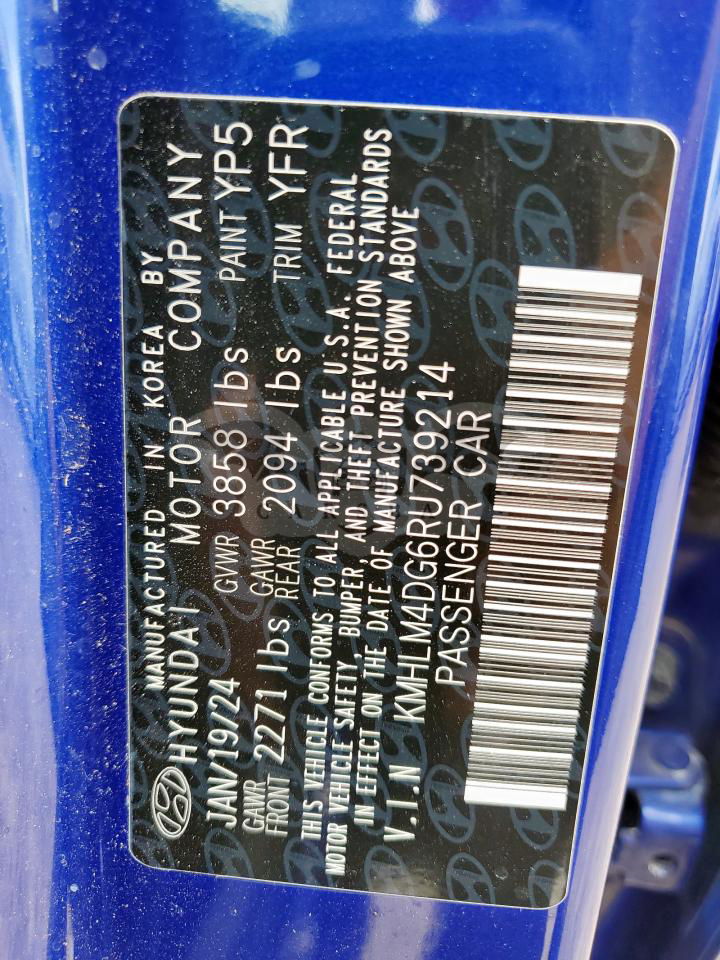 MANUFACTURED IN KOREA BY
HYUNDAI MOTOR COMPANY
JAN/19/24 GVWR 3858 lbs PAINT YP5
GAWR FRONT 2271 lbs GAWR REAR 2094 lbs TRIM YFR
THIS VEHICLE CONFORMS TO ALL APPLICABLE U.S.A. FEDERAL
MOTOR VEHICLE SAFETY, BUMPER, AND THEFT PREVENTION STANDARDS
IN EFFECT ON THE DATE OF MANUFACTURE SHOWN ABOVE
V.I.N KMHLM4DG6RU739214
PASSENGER CAR